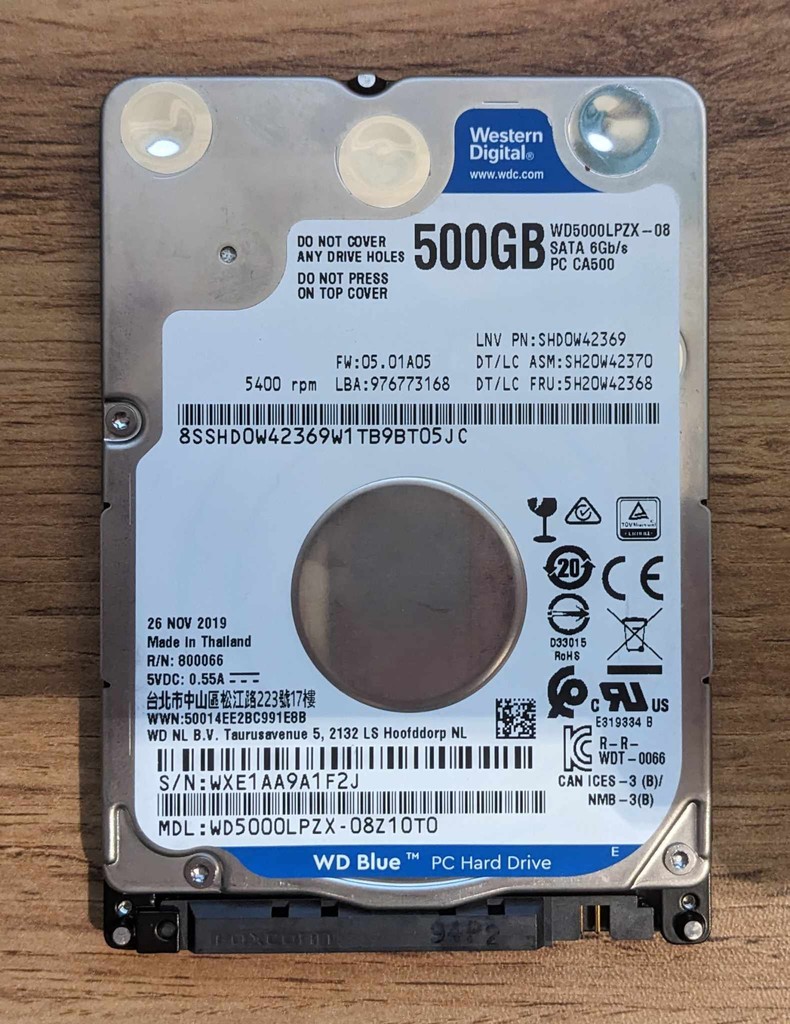 Western
Digital®
www.wdc.com
DO NOT COVER
ANY DRIVE HOLES
DO NOT PRESS
ON TOP COVER
500GB
WD5000LPZX-08
SATA 6Gb/s
PC CA500
LNV PN:SHD0W42369
FW:05.01A05 DT/LC ASM:SH20W42370
5400 rpm LBA:976773168 DT/LC FRU:5H20W42368
8SSHD0W42369W1TB9BT05JC
20
CE
D33015
RoHS
26 NOV 2019
Made in Thailand
R/N: 800066
5VDC: 0.55A
台北市中山區松江路223號17樓
WWN:50014EE2BC991E8B
WD NL B.V. Taurusavenue 5, 2132 LS Hoofddorp NL
c US
E319334 B
R-R-
WDT-0066
CAN ICES-3 (B)/
NMB-3(B)
S/N:WXE1AA9A1F2J
MDL:WD5000LPZX-08Z10T0
WD Blue™ PC Hard Drive
E
FOXCONN
94P2